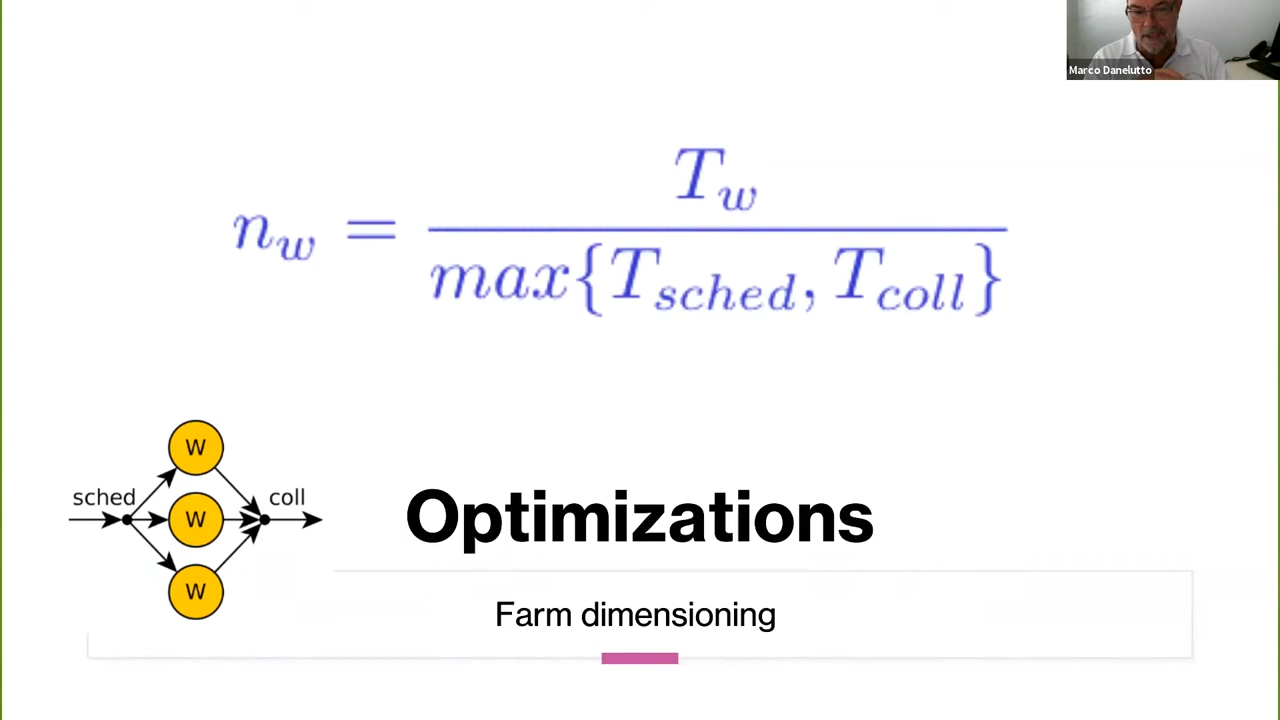 Marco Danelutto
n_w = T_w / max{T_sched, T_coll}
W
sched
coll
W
W
Optimizations
Farm dimensioning